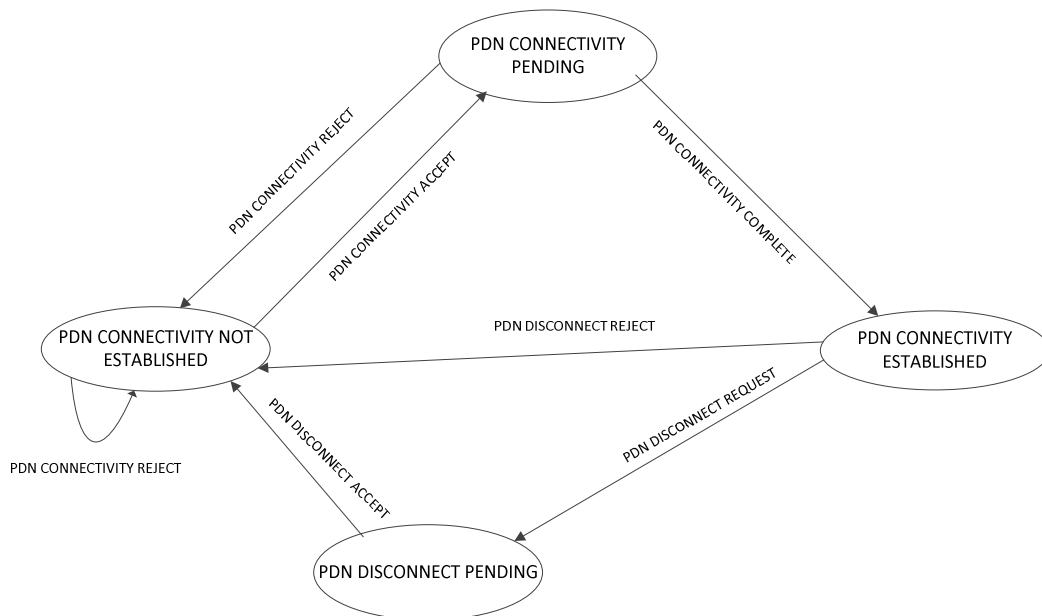 PDN CONNECTIVITY
PENDING
PDN CONNECTIVITY REJECT
PDN CONNECTIVITY ACCEPT
PDN CONNECTIVITY COMPLETE
PDN CONNECTIVITY NOT
ESTABLISHED
PDN DISCONNECT REJECT
PDN CONNECTIVITY
ESTABLISHED
PDN DISCONNECT REQUEST
PDN DISCONNECT ACCEPT
PDN CONNECTIVITY REJECT
PDN DISCONNECT PENDING